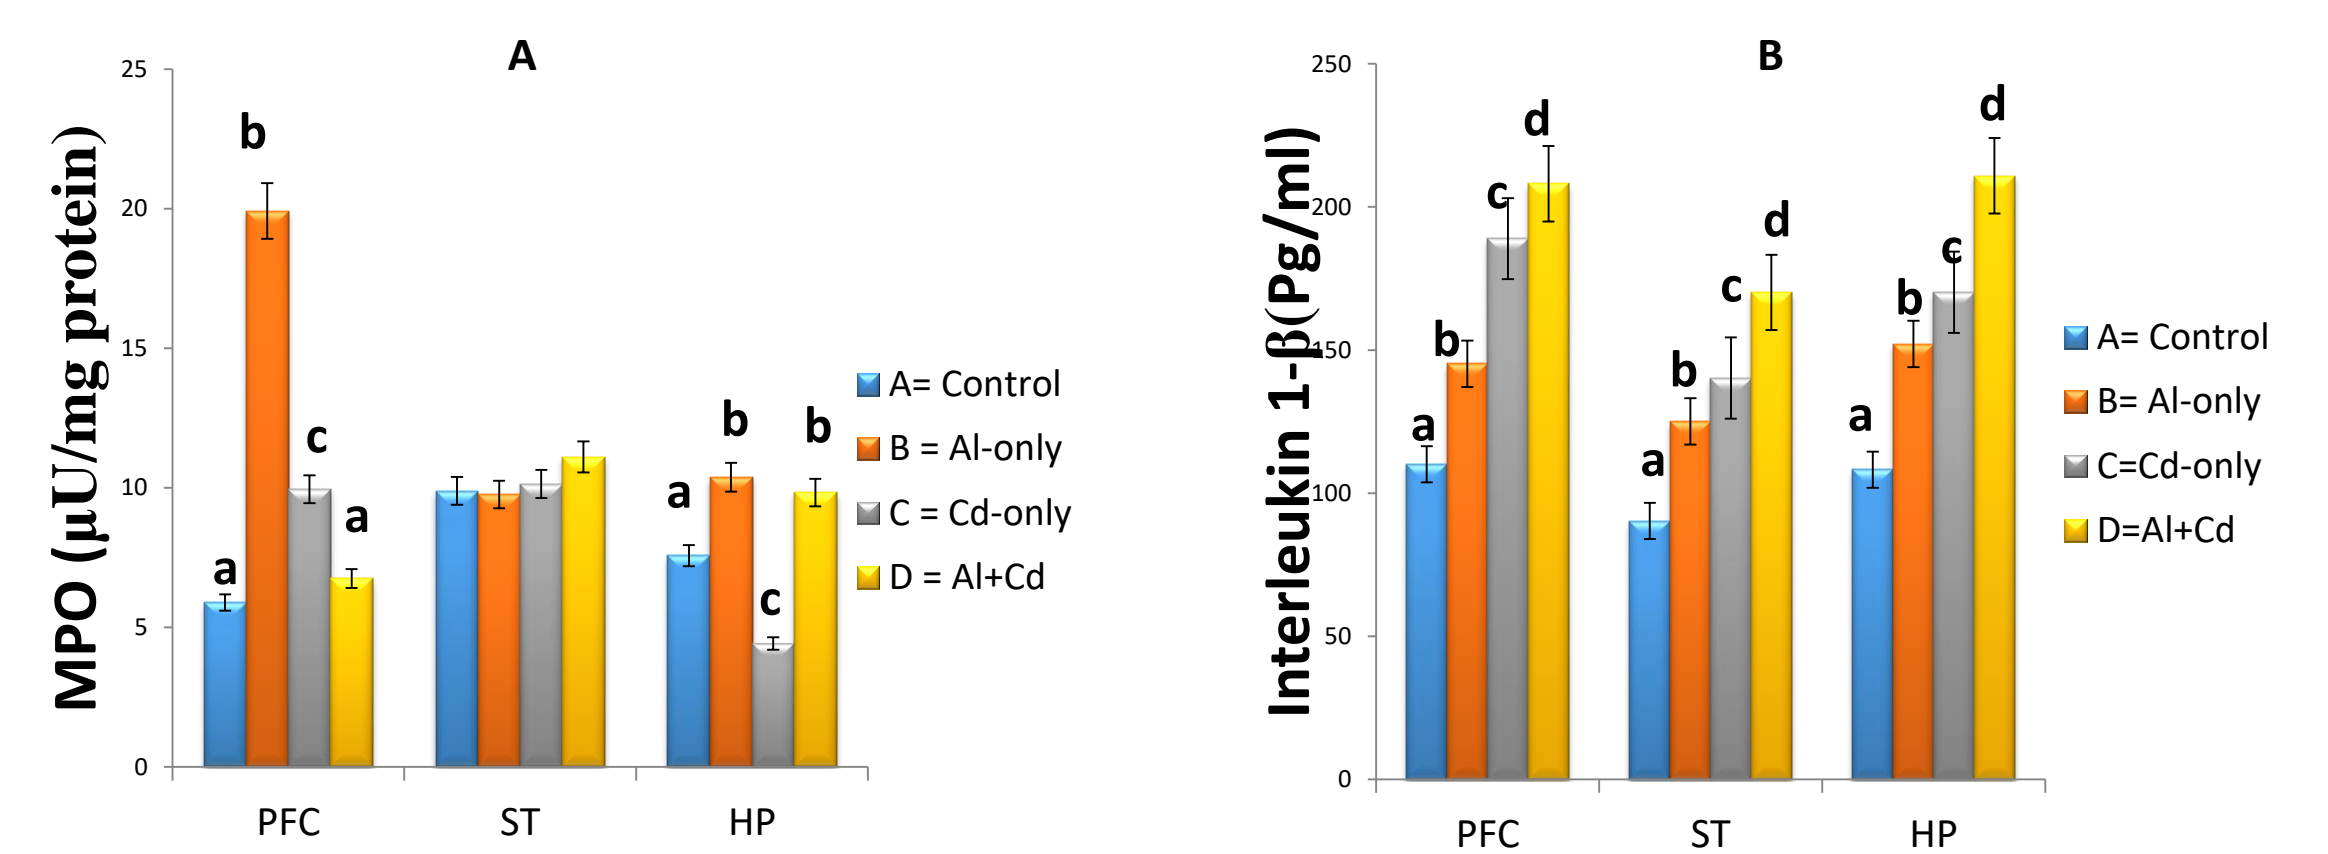 A
MPO (µU/mg protein)
25
20
15
10
5
0
b
a
c
a
a
b
c
b
PFC ST HP
A= Control
B = Al-only
C = Cd-only
D = Al+Cd
B
Interleukin 1-β(Pg/ml)
250
200
150
100
50
0
a
b
c
d
a
b
c
d
a
b
c
d
PFC ST HP
A= Control
B= Al-only
C=Cd-only
D=Al+Cd